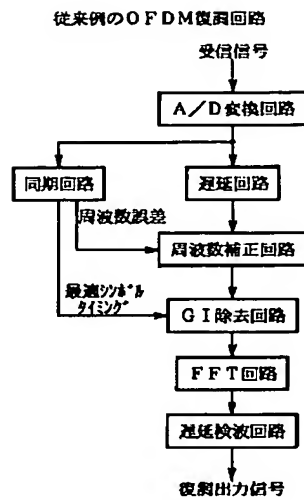 従来例のＯＦＤＭ復調回路
受信信号
Ａ／Ｄ変換回路
同期回路
遅延回路
周波数誤差
周波数補正回路
最適ｼﾝﾎﾞﾙ
ﾀｲﾐﾝｸﾞ
ＧＩ除去回路
ＦＦＴ回路
遅延検波回路
復調出力信号